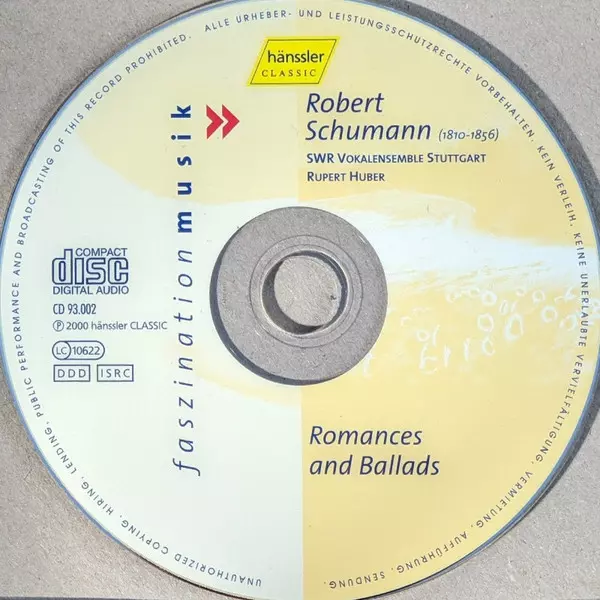 hänssler
CLASSIC
Robert
Schumann (1810-1856)
SWR VOKALENSEMBLE STUTTGART
RUPERT HUBER
faszination musik
COMPACT
disc
DIGITAL AUDIO
CD 93.002
Ⓟ 2000 hänssler CLASSIC
LC 10622
DDD ISRC
Romances
and Ballads
ALLE URHEBER- UND LEISTUNGSSCHUTZRECHTE VORBEHALTEN. KEIN VERLEIH. KEINE UNERLAUBTE VERVIELFÄLTIGUNG, VERMIETUNG, AUFFÜHRUNG, SENDUNG.
UNAUTHORIZED COPYING, HIRING, LENDING, PUBLIC PERFORMANCE AND BROADCASTING OF THIS RECORD PROHIBITED.